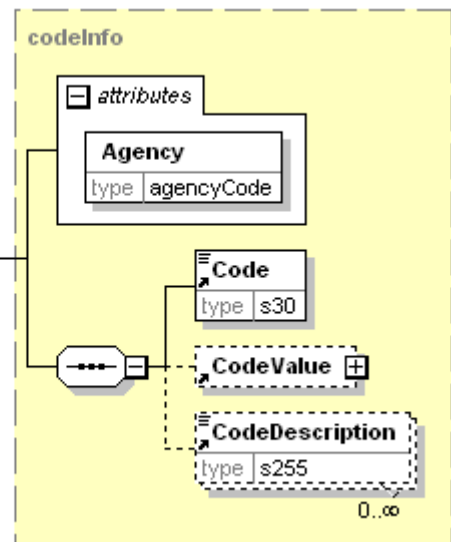 codeInfo
attributes
Agency
type agencyCode
Code
type s30
CodeValue
CodeDescription
type s255
0..∞